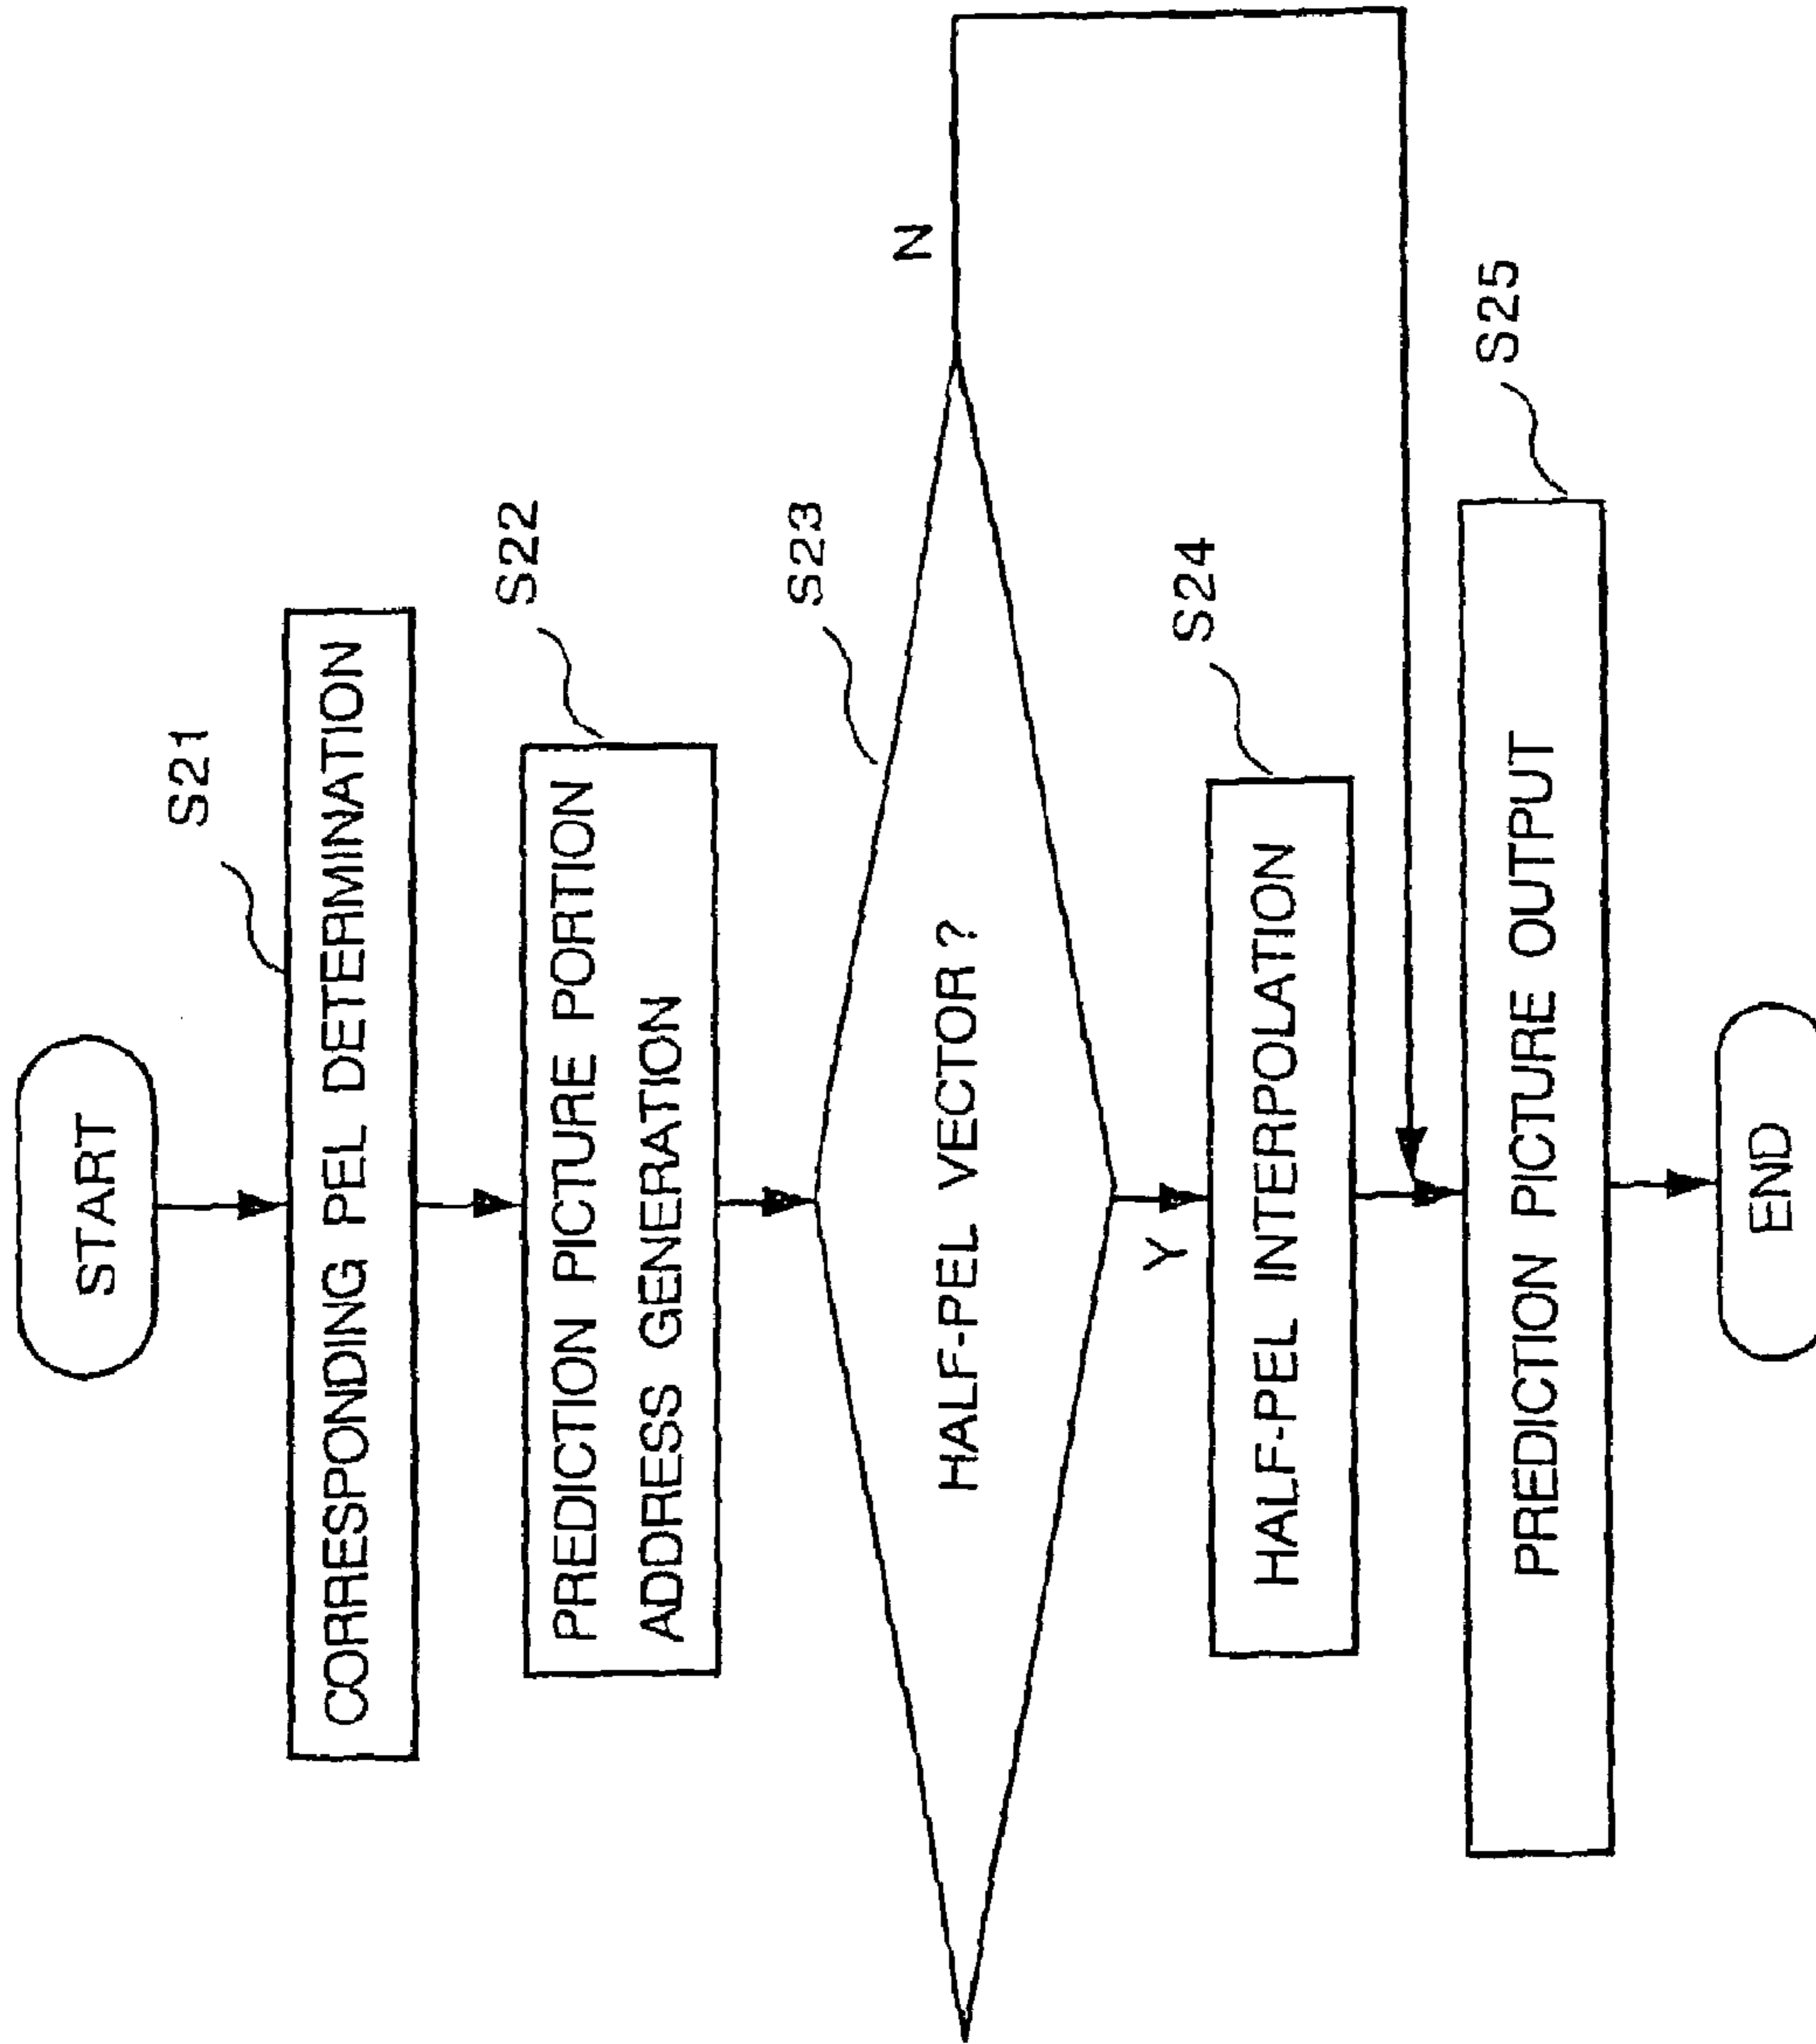 START
S21
CORRESPONDING PEL DETERMINATION
S22
PREDICTION PICTURE PORTION
ADDRESS GENERATION
S23
HALF-PEL VECTOR ?
N
Y
S24
HALF-PEL INTERPOLATION
S25
PREDICTION PICTURE OUTPUT
END